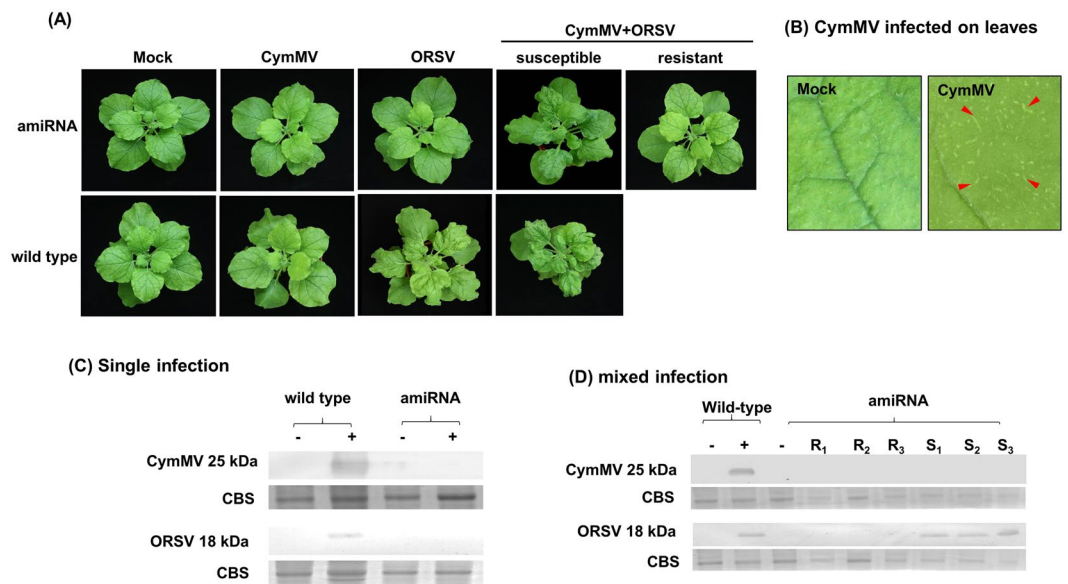 (A)
CymMV+ORSV
Mock CymMV ORSV susceptible resistant
amiRNA
wild type
(B) CymMV infected on leaves
Mock CymMV
(C) Single infection
wild type amiRNA
- + - +
CymMV 25 kDa
CBS
ORSV 18 kDa
CBS
(D) mixed infection
Wild-type amiRNA
- + - R₁ R₂ R₃ S₁ S₂ S₃
CymMV 25 kDa
CBS
ORSV 18 kDa
CBS